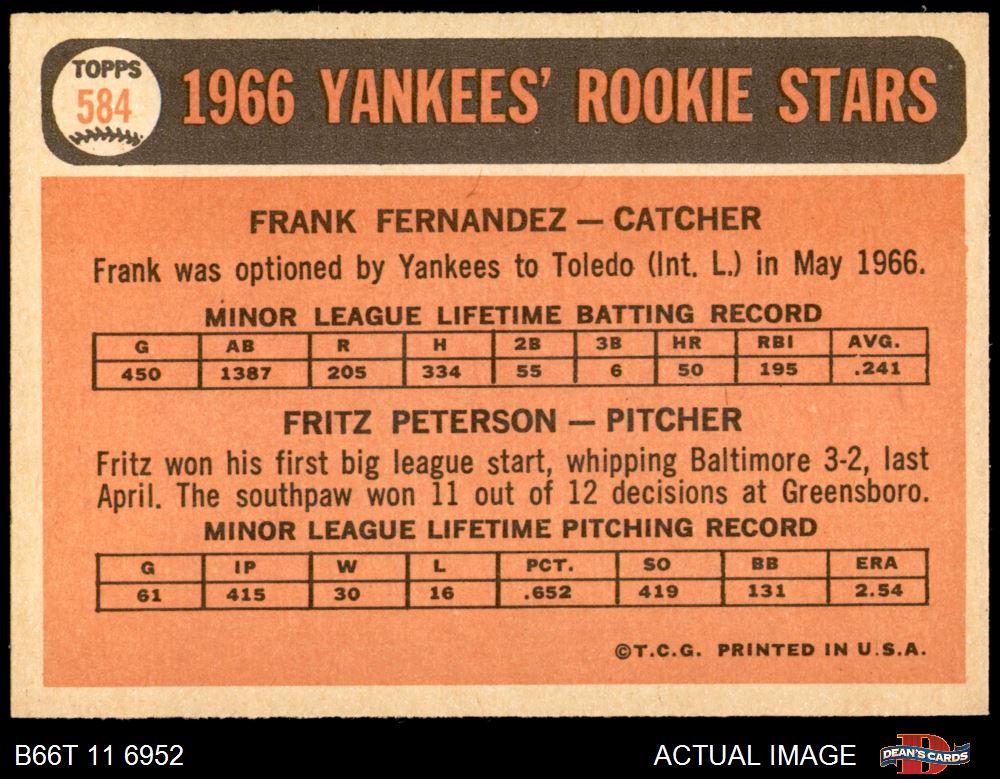 TOPPS
584
1966 YANKEES' ROOKIE STARS
FRANK FERNANDEZ — CATCHER
Frank was optioned by Yankees to Toledo (Int. L.) in May 1966.
MINOR LEAGUE LIFETIME BATTING RECORD
G AB R H 2B 3B HR RBI AVG.
450 1387 205 334 55 6 50 195 .241
FRITZ PETERSON — PITCHER
Fritz won his first big league start, whipping Baltimore 3-2, last
April. The southpaw won 11 out of 12 decisions at Greensboro.
MINOR LEAGUE LIFETIME PITCHING RECORD
G IP W L PCT. SO BB ERA
61 415 30 16 .652 419 131 2.54
©T.C.G. PRINTED IN U.S.A.
B66T 11 6952 ACTUAL IMAGE DEAN'S CARDS